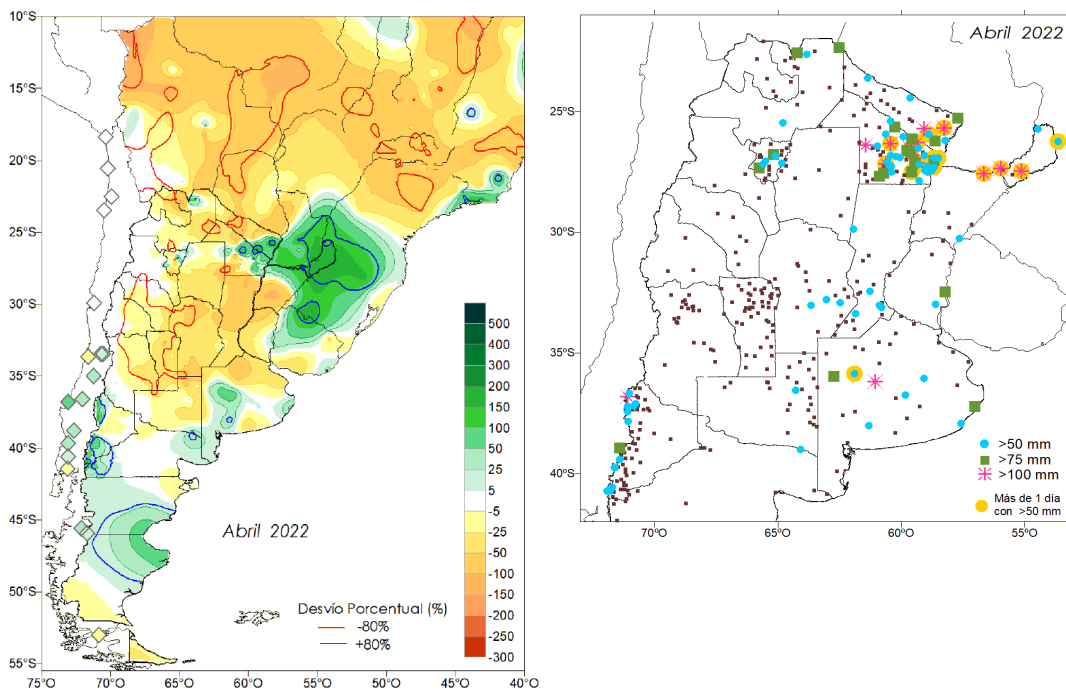 10°S
15°S
20°S
25°S
30°S
35°S
40°S
45°S
50°S
55°S
75°O
70°O
65°O
60°O
55°O
50°O
45°O
40°O
Abril 2022
Desvío Porcentual (%)
-80%
+80%
500
400
300
200
150
100
50
25
5
-5
-25
-50
-100
-150
-200
-250
-300
Abril 2022
25°S
30°S
35°S
40°S
70°O
65°O
60°O
55°O
>50 mm
>75 mm
>100 mm
Más de 1 día
con >50 mm